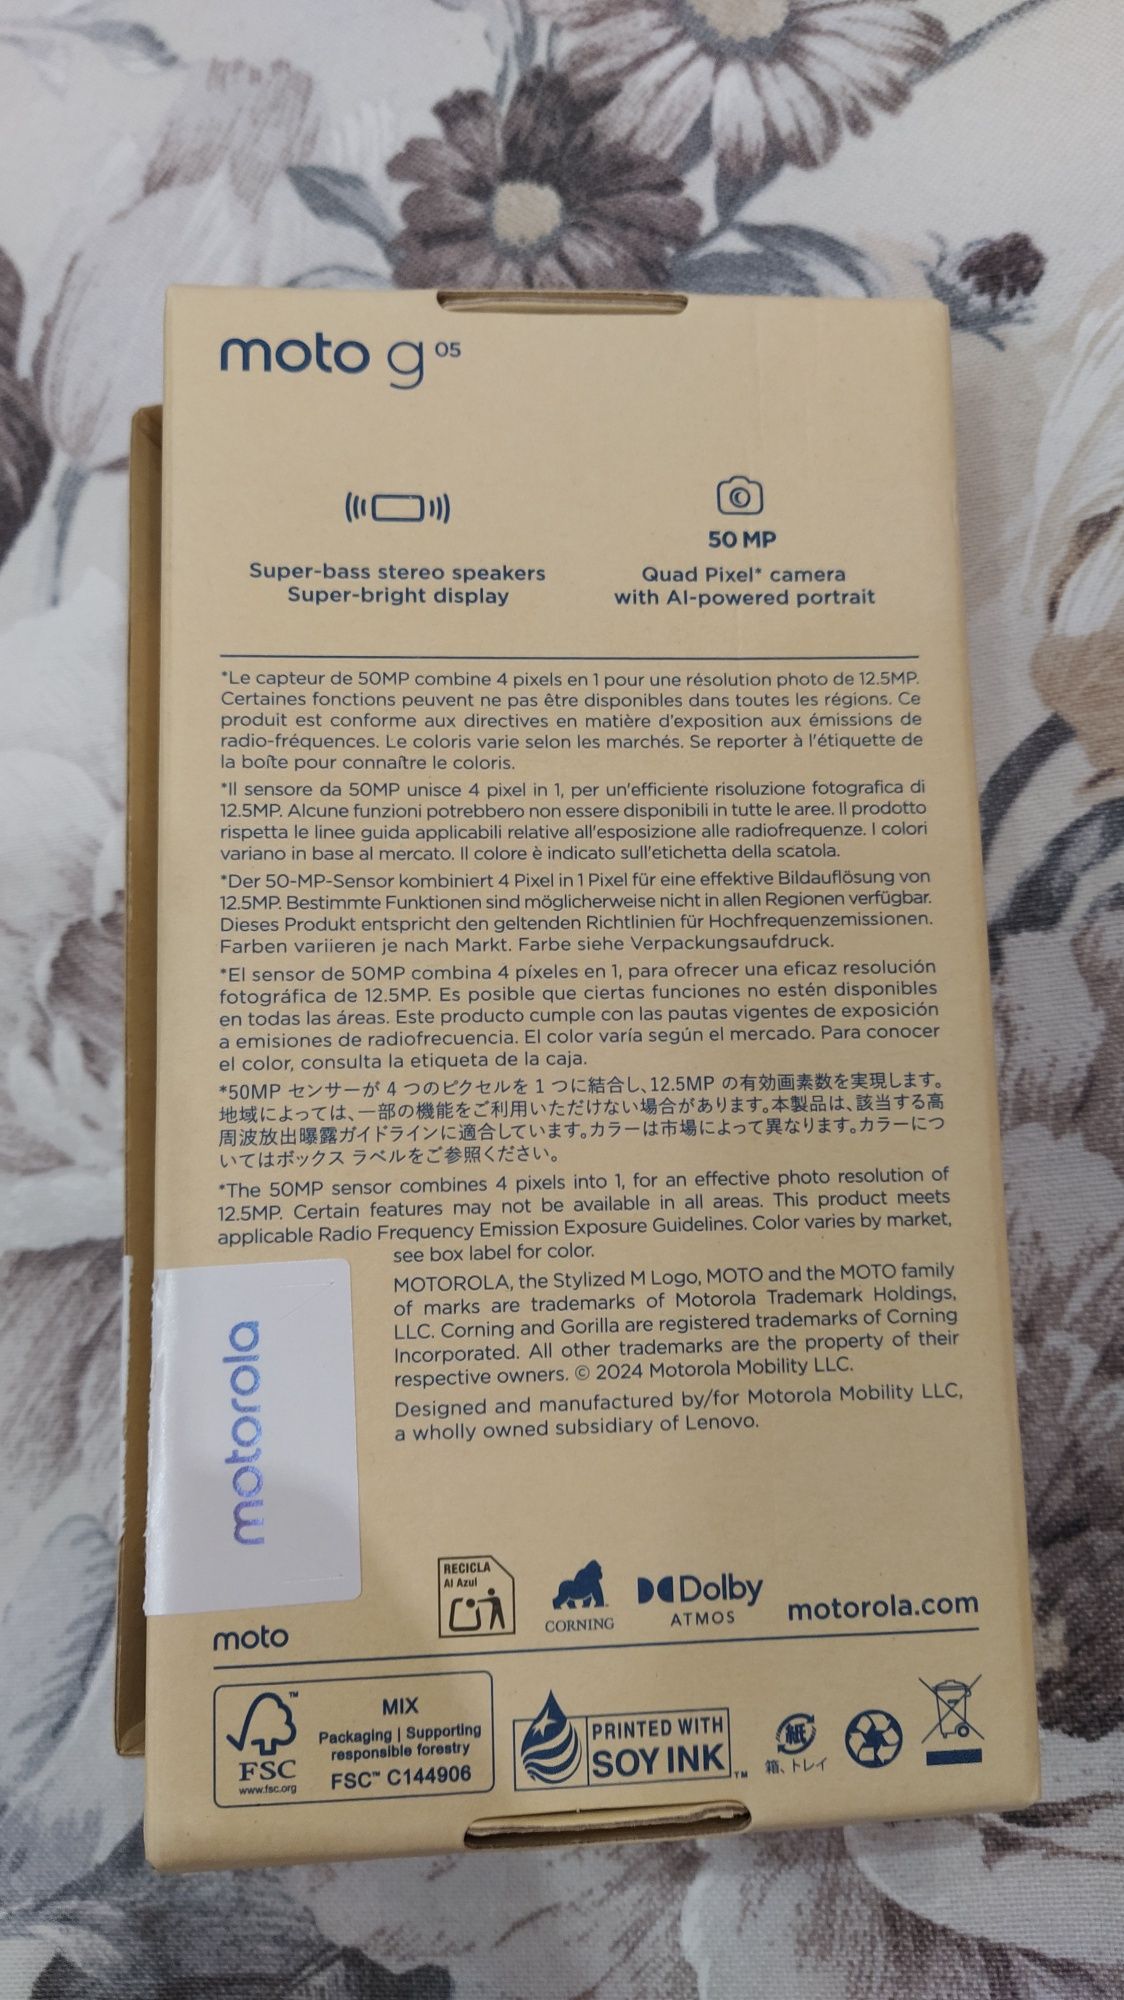 moto g 05
50 MP
Super-bass stereo speakers
Super-bright display
Quad Pixel* camera
with AI-powered portrait
*Le capteur de 50MP combine 4 pixels en 1 pour une résolution photo de 12.5MP.
Certaines fonctions peuvent ne pas être disponibles dans toutes les régions. Ce
produit est conforme aux directives en matière d'exposition aux émissions de
radio-fréquences. Le coloris varie selon les marchés. Se reporter à l'étiquette de
la boîte pour connaître le coloris.
*Il sensore da 50MP unisce 4 pixel in 1, per un'efficiente risoluzione fotografica di
12.5MP. Alcune funzioni potrebbero non essere disponibili in tutte le aree. Il prodotto
rispetta le linee guida applicabili relative all'esposizione alle radiofrequenze. I colori
variano in base al mercato. Il colore è indicato sull'etichetta della scatola.
*Der 50-MP-Sensor kombiniert 4 Pixel in 1 Pixel für eine effektive Bildauflösung von
12.5MP. Bestimmte Funktionen sind möglicherweise nicht in allen Regionen verfügbar.
Dieses Produkt entspricht den geltenden Richtlinien für Hochfrequenzemissionen.
Farben variieren je nach Markt. Farbe siehe Verpackungsaufdruck.
*El sensor de 50MP combina 4 píxeles en 1, para ofrecer una eficaz resolución
fotográfica de 12.5MP. Es posible que ciertas funciones no estén disponibles
en todas las áreas. Este producto cumple con las pautas vigentes de exposición
a emisiones de radiofrecuencia. El color varía según el mercado. Para conocer
el color, consulta la etiqueta de la caja.
*50MP センサーが 4 つのピクセルを 1 つに結合し、12.5MP の有効画素数を実現します。
地域によっては、一部の機能をご利用いただけない場合があります。本製品は、該当する高
周波放出曝露ガイドラインに適合しています。カラーは市場によって異なります。カラーにつ
いてはボックス ラベルをご参照ください。
*The 50MP sensor combines 4 pixels into 1, for an effective photo resolution of
12.5MP. Certain features may not be available in all areas. This product meets
applicable Radio Frequency Emission Exposure Guidelines. Color varies by market,
see box label for color.
MOTOROLA, the Stylized M Logo, MOTO and the MOTO family
of marks are trademarks of Motorola Trademark Holdings,
LLC. Corning and Gorilla are registered trademarks of Corning
Incorporated. All other trademarks are the property of their
respective owners. © 2024 Motorola Mobility LLC.
Designed and manufactured by/for Motorola Mobility LLC,
a wholly owned subsidiary of Lenovo.
motorola
RECICLA
Al Azul
CORNING
Dolby
ATMOS
motorola.com
moto
FSC
www.fsc.org
MIX
Packaging | Supporting
responsible forestry
FSC™ C144906
PRINTED WITH
SOY INK™
紙
箱、トレイ